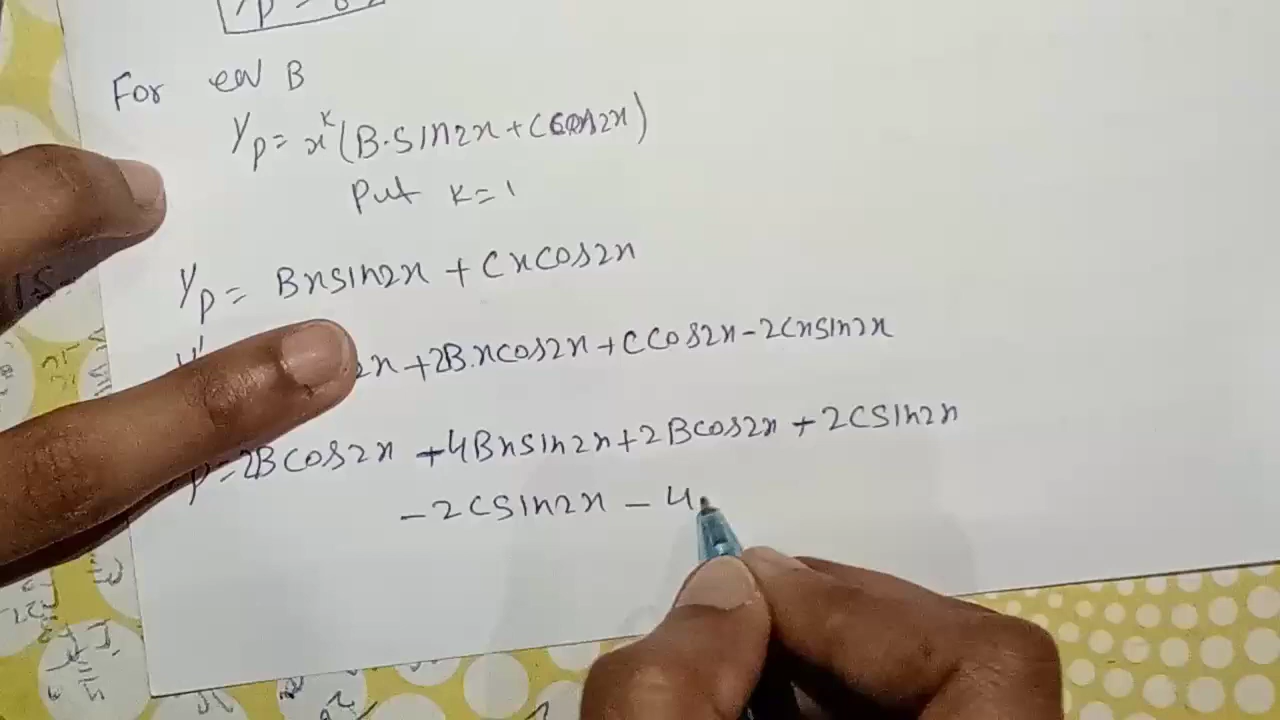 For eq B
Yp = x^k (B.sin2x + C cos2x)
Put k = 1
Yp = Bx sin2x + Cx cos2x
2x + 2B.x cos2x + C cos2x - 2Cx sin2x
p = 2B cos2x + 4Bx sin2x + 2B cos2x + 2C sin2x
- 2C sin2x - 4